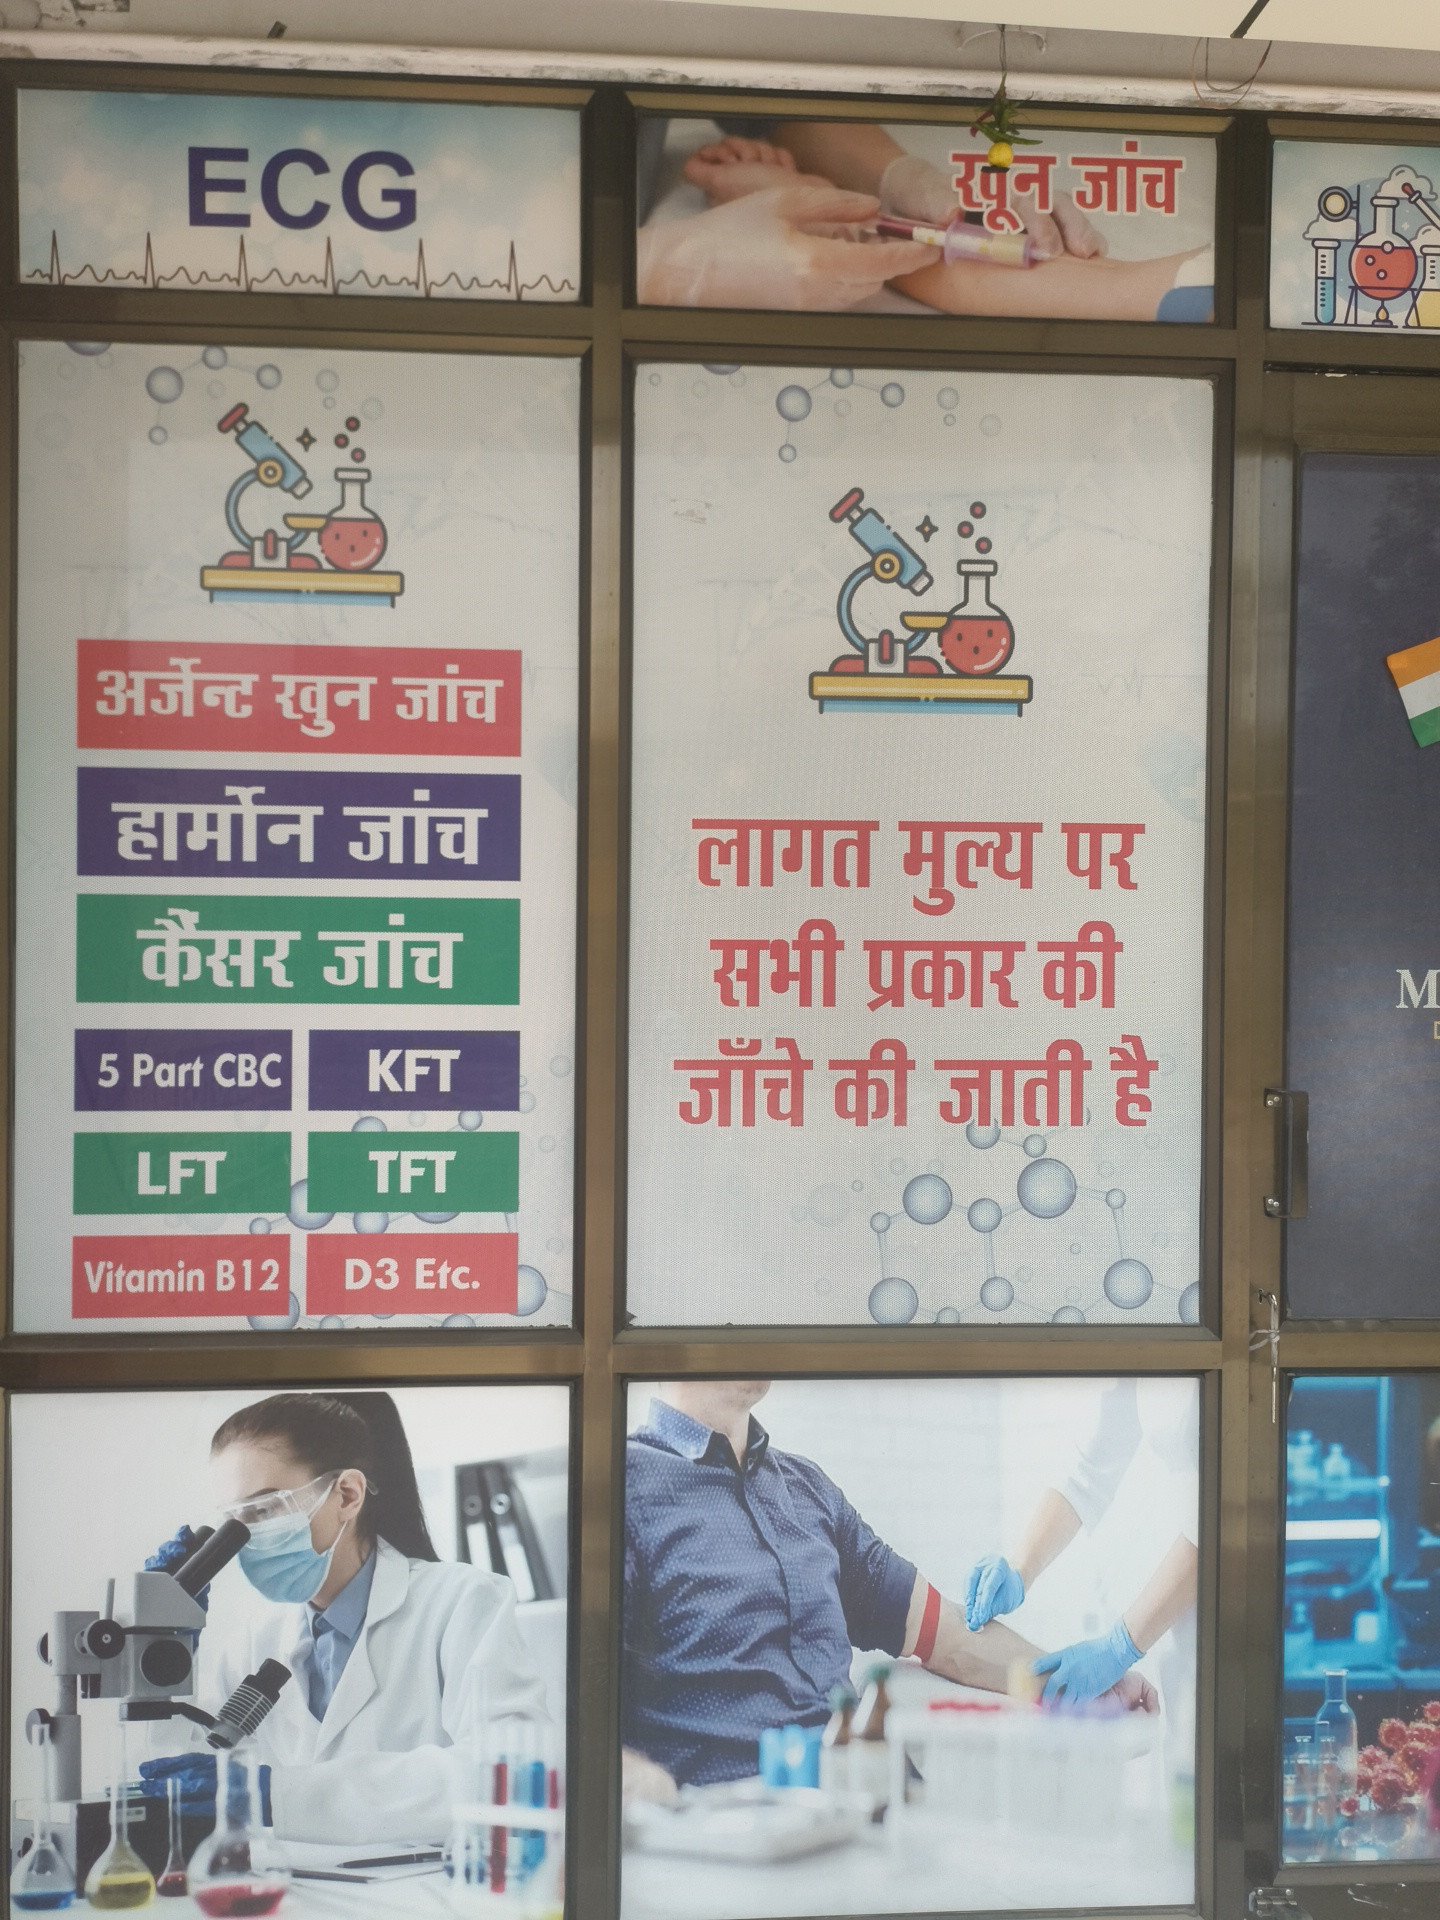 ECG
खून जांच
अर्जेन्ट खुन जांच
हार्मोन जांच
कैंसर जांच
5 Part CBC
KFT
LFT
TFT
Vitamin B12
D3 Etc.
लागत मुल्य पर
सभी प्रकार की
जाँचे की जाती है
M